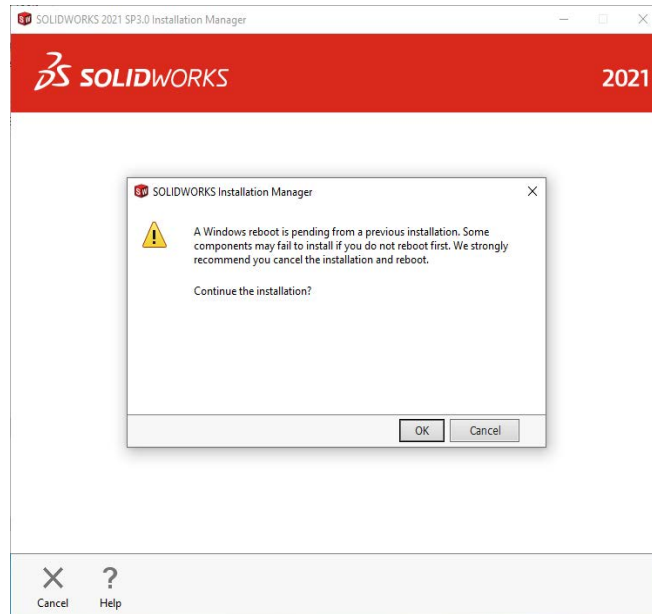 SOLIDWORKS 2021 SP3.0 Installation Manager
SOLIDWORKS 2021
SOLIDWORKS Installation Manager
A Windows reboot is pending from a previous installation. Some
components may fail to install if you do not reboot first. We strongly
recommend you cancel the installation and reboot.
Continue the installation?
OK Cancel
Cancel Help